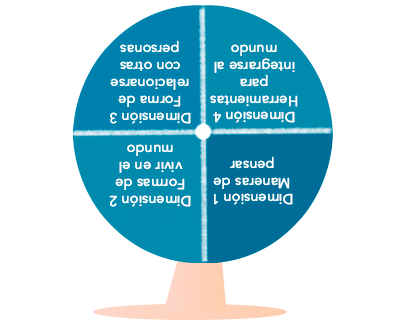 Dimensión 1
Maneras de
pensar
Dimensión 2
Formas de
vivir en el
mundo
Dimensión 3
Forma de
relacionarse
con otras
personas
Dimensión 4
Herramientas
para
integrarse al
mundo